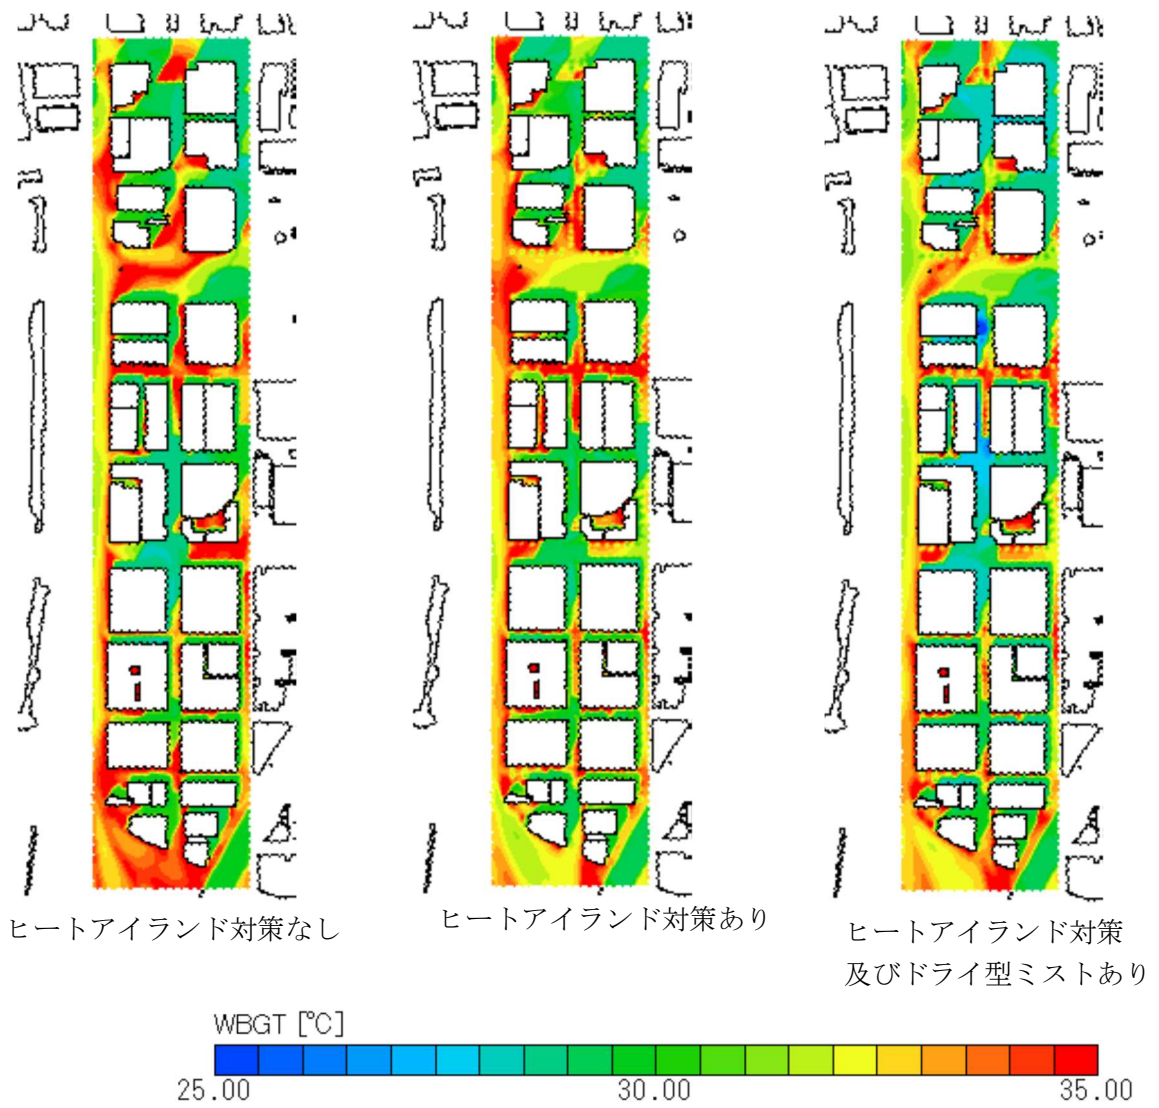 ヒートアイランド対策なし
ヒートアイランド対策あり
ヒートアイランド対策
及びドライ型ミストあり
WBGT [℃]
25.00 30.00 35.00